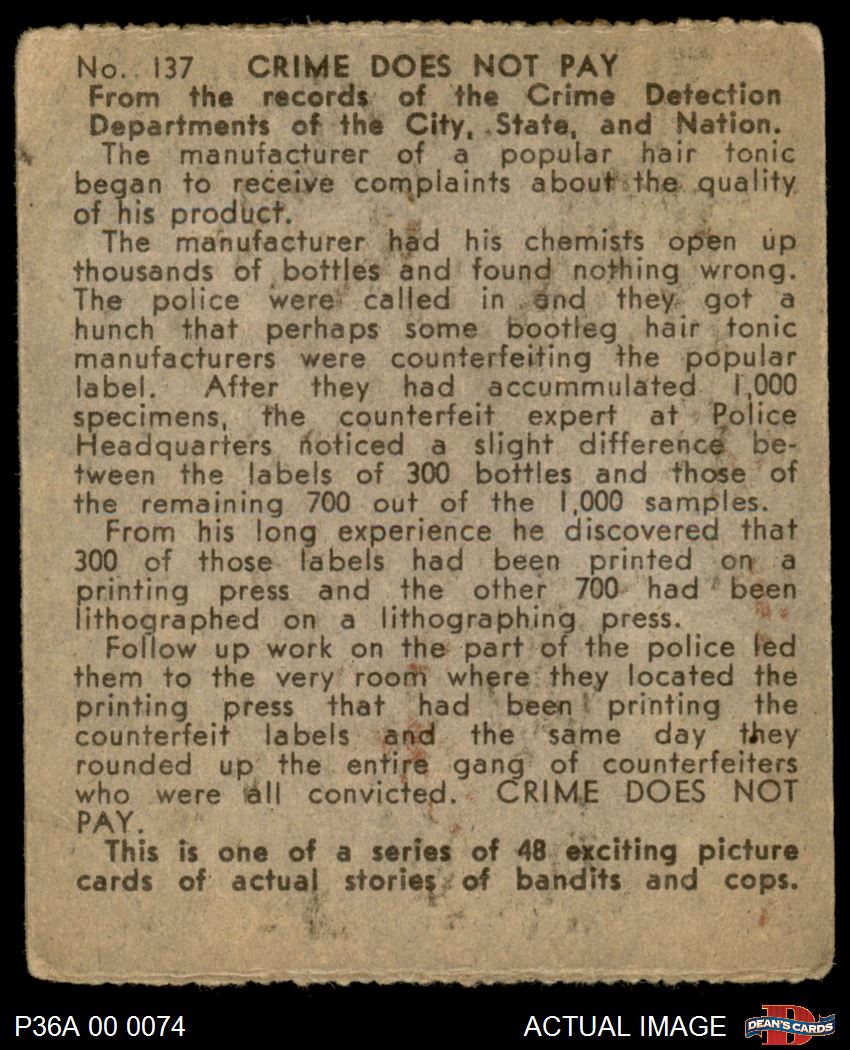 No. 137 CRIME DOES NOT PAY
From the records of the Crime Detection
Departments of the City, State, and Nation.
The manufacturer of a popular hair tonic
began to receive complaints about the quality
of his product.
The manufacturer had his chemists open up
thousands of bottles and found nothing wrong.
The police were called in and they got a
hunch that perhaps some bootleg hair tonic
manufacturers were counterfeiting the popular
label. After they had accummulated 1,000
specimens, the counterfeit expert at Police
Headquarters noticed a slight difference be-
tween the labels of 300 bottles and those of
the remaining 700 out of the 1,000 samples.
From his long experience he discovered that
300 of those labels had been printed on a
printing press and the other 700 had been
lithographed on a lithographing press.
Follow up work on the part of the police led
them to the very room where they located the
printing press that had been printing the
counterfeit labels and the same day they
rounded up the entire gang of counterfeiters
who were all convicted. CRIME DOES NOT
PAY.
This is one of a series of 48 exciting picture
cards of actual stories of bandits and cops.
P36A 00 0074 ACTUAL IMAGE D DEAN'S CARDS